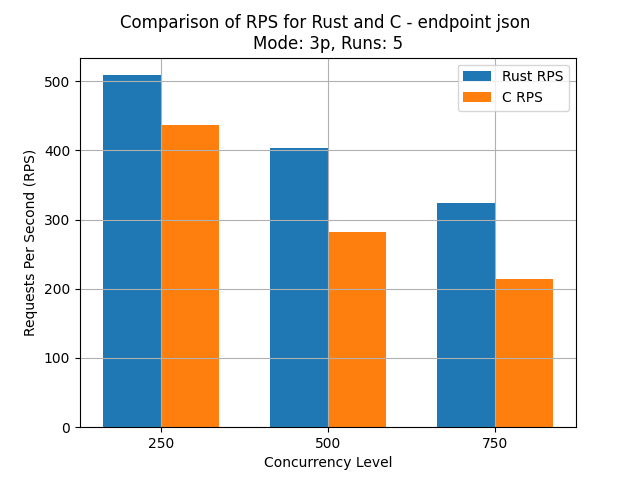 Comparison of RPS for Rust and C - endpoint json
Mode: 3p, Runs: 5
Rust RPS
C RPS
Requests Per Second (RPS)
500
400
300
200
100
0
250
500
750
Concurrency Level